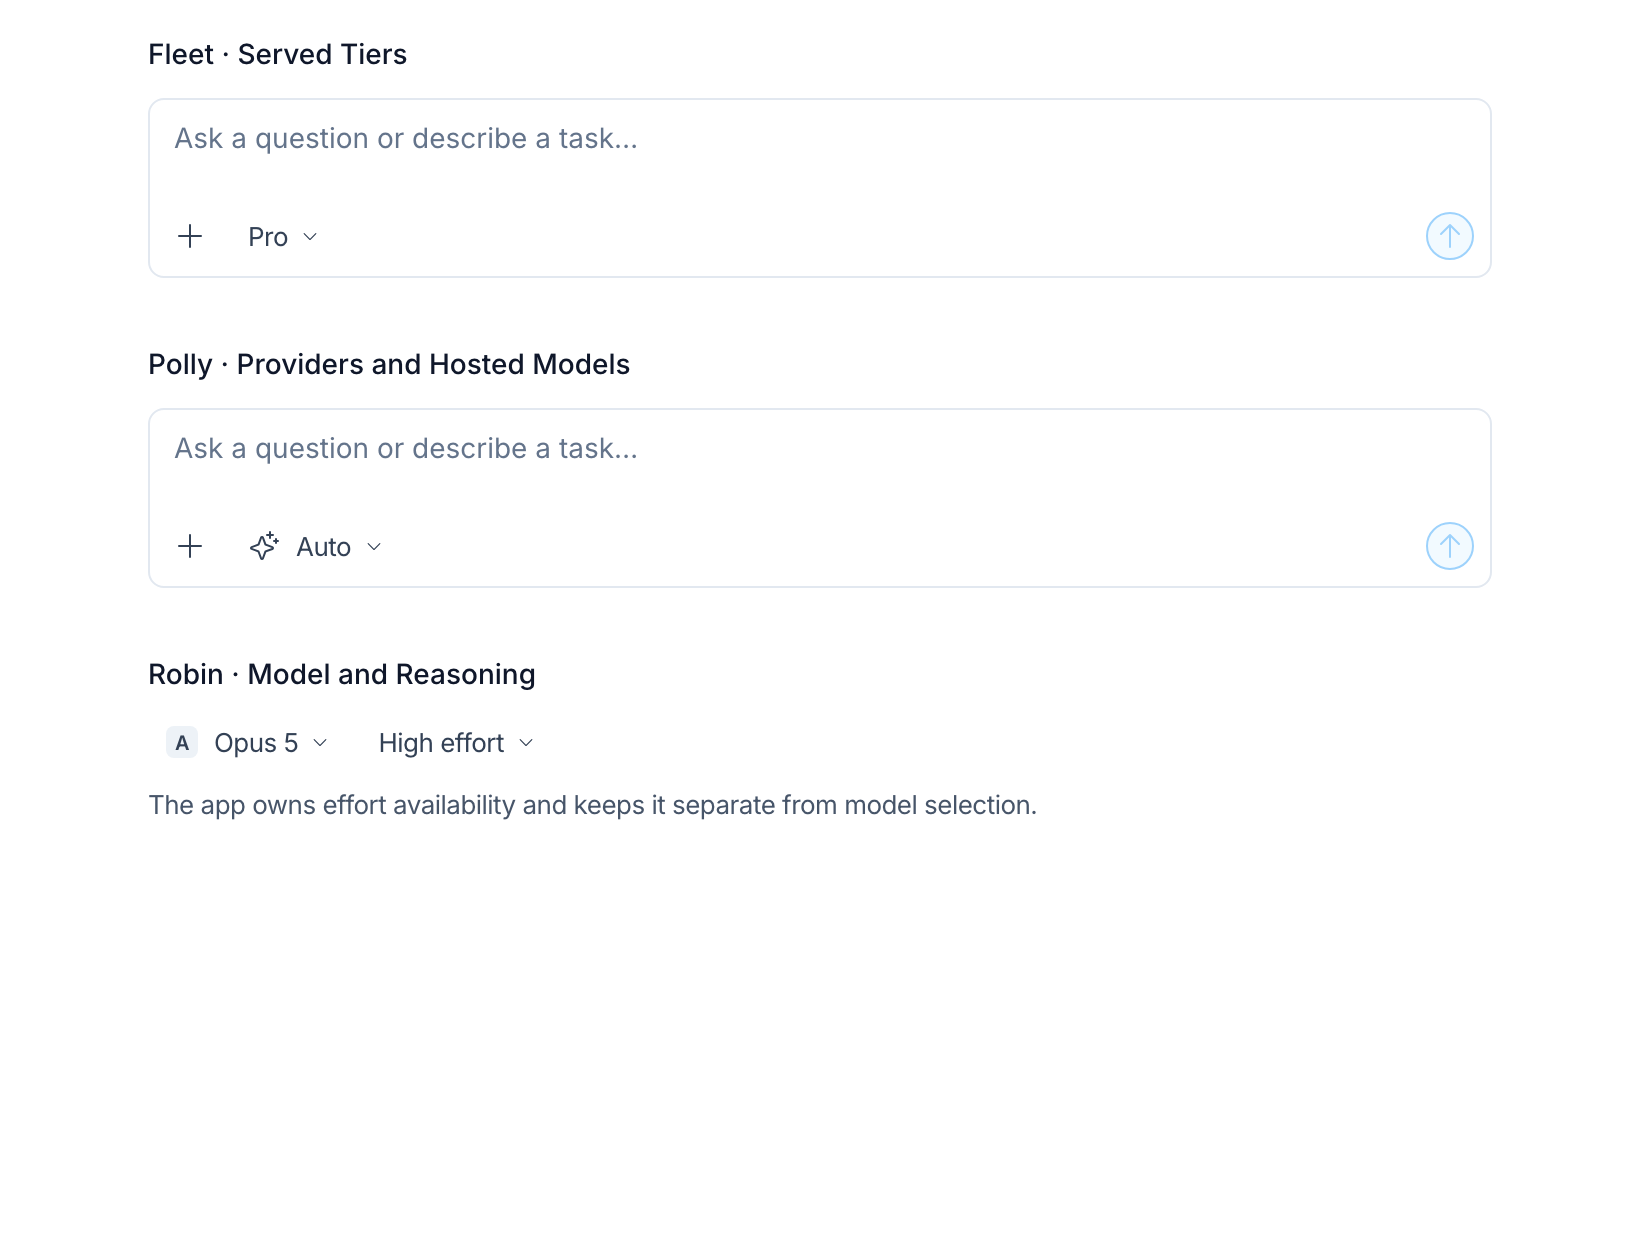 Fleet · Served Tiers
Ask a question or describe a task...
Pro
Polly · Providers and Hosted Models
Ask a question or describe a task...
Auto
Robin · Model and Reasoning
A Opus 5 High effort
The app owns effort availability and keeps it separate from model selection.